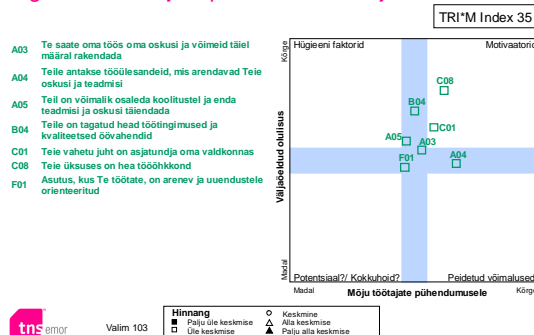 TRI*M Index 35
A03 Te saate oma töös oma oskusi ja võimeid täiel
määral rakendada
A04 Teile antakse tööülesandeid, mis arendavad Teie
oskusi ja teadmisi
A05 Teil on võimalik osaleda koolitustel ja enda
teadmisi ja oskusi täiendada
B04 Teile on tagatud head töötingimused ja
kvaliteetsed öövahendid
C01 Teie vahetu juht on asjatundja oma valdkonnas
C08 Teie üksuses on hea tööõhkkond
F01 Asutus, kus Te töötate, on arenev ja uuendustele
orienteeritud
Väljaöeldud olulisus
Kõrge
Madal
Hügieeni faktorid
Motivaatorid
C08
B04
C01
A05
A03
F01
A04
Potentsiaal?/ Kokkuhoid?
Peidetud võimalused
Madal
Mõju töötajate pühendumusele
Kõrge
tns emor
Valim 103
Hinnang
Palju üle keskmise
Üle keskmise
Keskmine
Alla keskmise
Palju alla keskmise